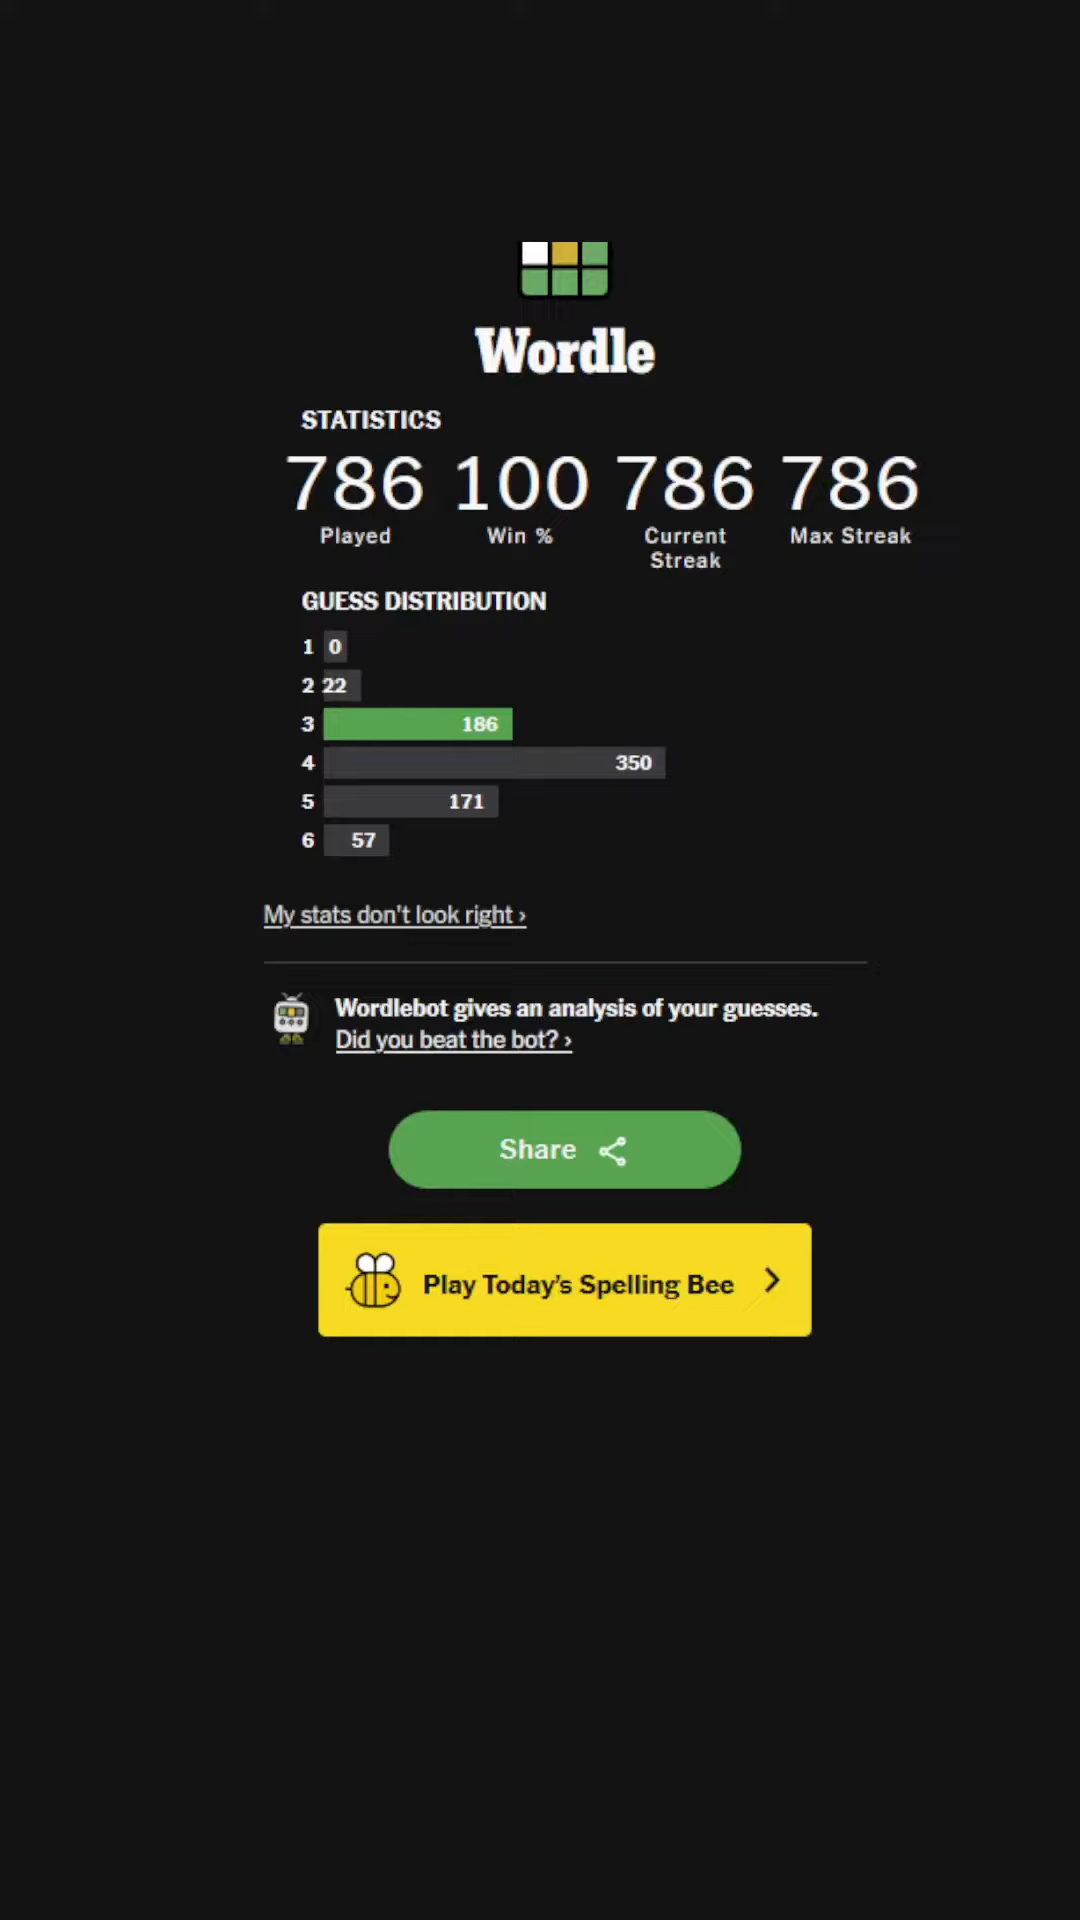 Wordle
STATISTICS
786 100 786 786
Played Win % Current Streak Max Streak
GUESS DISTRIBUTION
1 0
2 22
3 186
4 350
5 171
6 57
My stats don't look right ›
Wordlebot gives an analysis of your guesses.
Did you beat the bot? ›
Share
Play Today's Spelling Bee